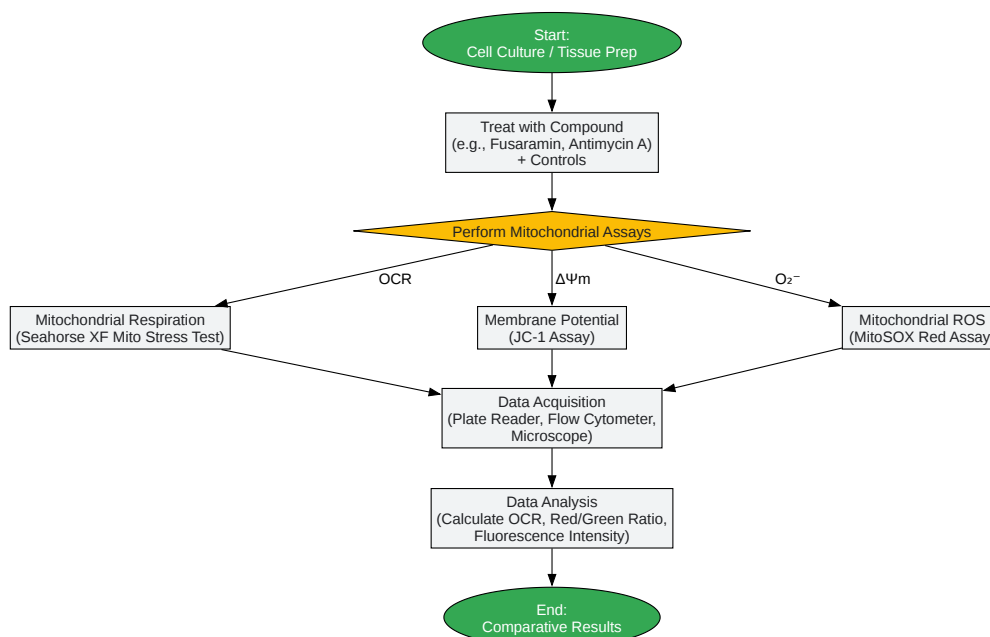 Start:
Cell Culture / Tissue Prep
Treat with Compound
(e.g., Fusaramin, Antimycin A)
+ Controls
Perform Mitochondrial Assays
OCR
ΔΨm
O₂⁻
Mitochondrial Respiration
(Seahorse XF Mito Stress Test)
Membrane Potential
(JC-1 Assay)
Mitochondrial ROS
(MitoSOX Red Assay
Data Acquisition
(Plate Reader, Flow Cytometer,
Microscope)
Data Analysis
(Calculate OCR, Red/Green Ratio,
Fluorescence Intensity)
End:
Comparative Results